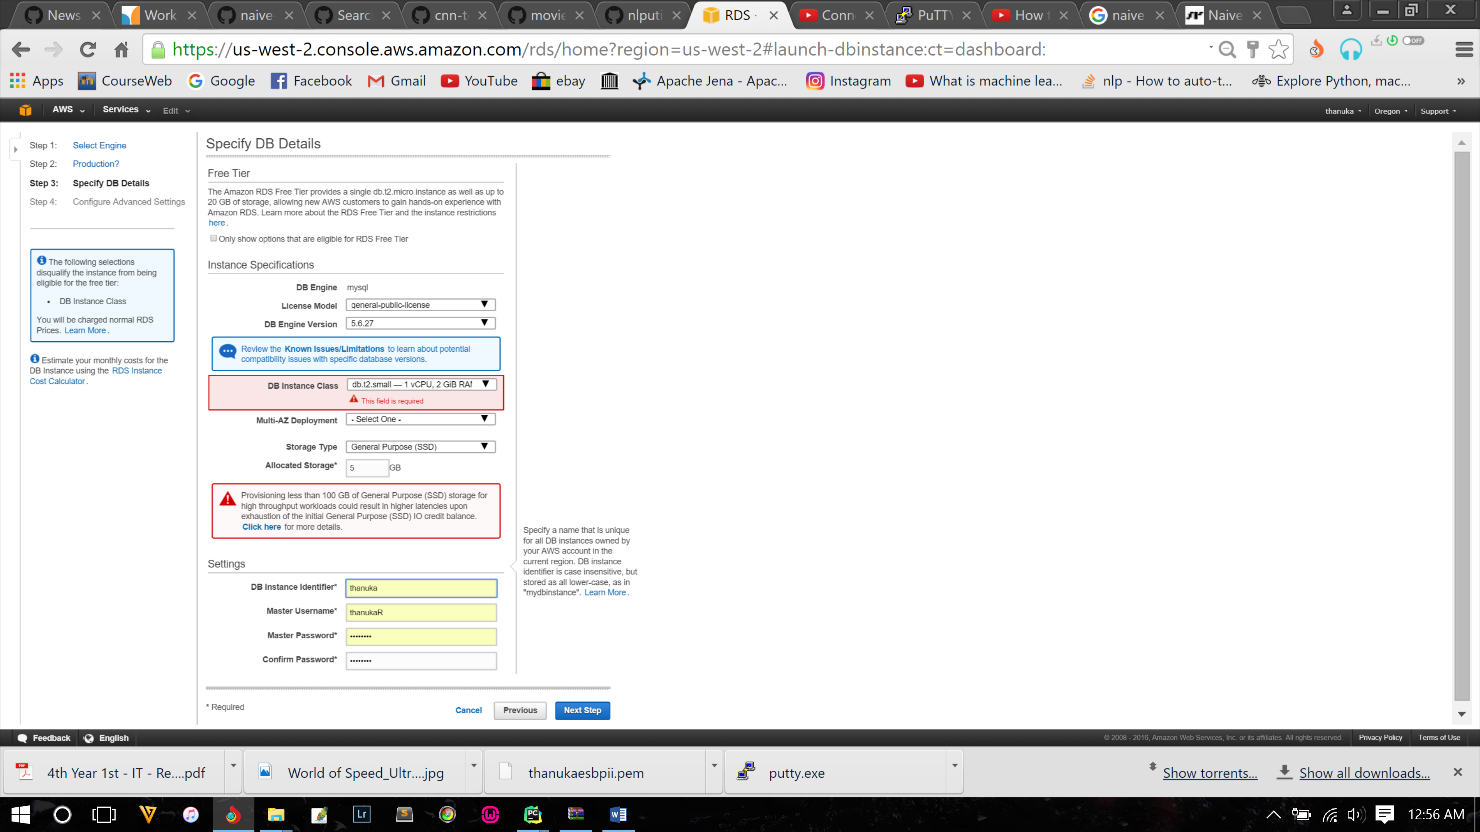 News
Work
naive
Searc
cnn-t
movie
nlputi
RDS -
Conn
PuTTY
How t
naive
Naive
https://us-west-2.console.aws.amazon.com/rds/home?region=us-west-2#launch-dbinstance:ct=dashboard:
OFF
Apps
CourseWeb
Google
Facebook
Gmail
YouTube
ebay
Apache Jena - Apac...
Instagram
What is machine lea...
nlp - How to auto-t...
Explore Python, mac...
»
AWS
Services
Edit
thanuka
Oregon
Support
Step 1: Select Engine
Step 2: Production?
Step 3: Specify DB Details
Step 4: Configure Advanced Settings
The following selections
disqualify the instance from being
eligible for the free tier:
• DB Instance Class
You will be charged normal RDS
Prices. Learn More.
Estimate your monthly costs for the
DB Instance using the RDS Instance
Cost Calculator.
Specify DB Details
Free Tier
The Amazon RDS Free Tier provides a single db.t2.micro instance as well as up to
20 GB of storage, allowing new AWS customers to gain hands-on experience with
Amazon RDS. Learn more about the RDS Free Tier and the instance restrictions
here.
Only show options that are eligible for RDS Free Tier
Instance Specifications
DB Engine mysql
License Model general-public-license
DB Engine Version 5.6.27
Review the Known Issues/Limitations to learn about potential
compatibility issues with specific database versions.
DB Instance Class db.t2.small — 1 vCPU, 2 GiB RAM
This field is required
Multi-AZ Deployment - Select One -
Storage Type General Purpose (SSD)
Allocated Storage* 5 GB
Provisioning less than 100 GB of General Purpose (SSD) storage for
high throughput workloads could result in higher latencies upon
exhaustion of the initial General Purpose (SSD) IO credit balance.
Click here for more details.
Settings
DB Instance Identifier* thanuka
Master Username* thanukaR
Master Password* ••••••••
Confirm Password* ••••••••
Specify a name that is unique
for all DB instances owned by
your AWS account in the
current region. DB instance
identifier is case insensitive, but
stored as all lower-case, as in
"mydbinstance". Learn More.
* Required
Cancel
Previous
Next Step
Feedback
English
© 2008 - 2016, Amazon Web Services, Inc. or its affiliates. All rights reserved.
Privacy Policy
Terms of Use
4th Year 1st - IT - Re....pdf
World of Speed_Ultr....jpg
thanukaesbpii.pem
putty.exe
Show torrents...
Show all downloads...
Lr
PC
12:56 AM